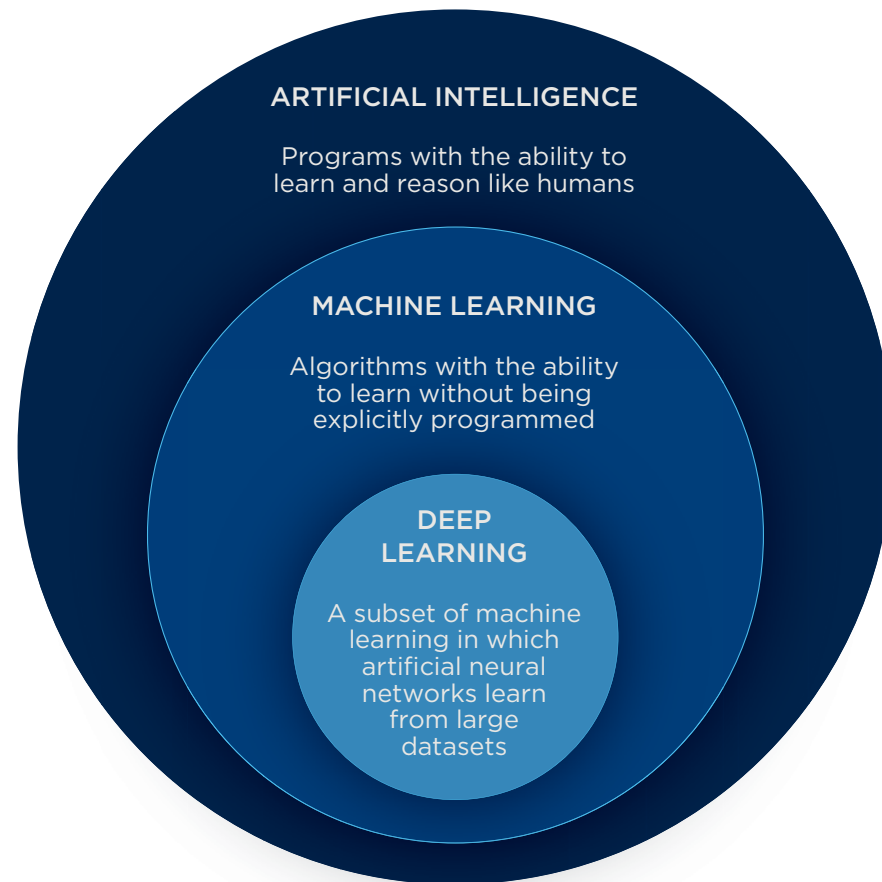 ARTIFICIAL INTELLIGENCE
Programs with the ability to
learn and reason like humans
MACHINE LEARNING
Algorithms with the ability
to learn without being
explicitly programmed
DEEP
LEARNING
A subset of machine
learning in which
artificial neural
networks learn
from large
datasets